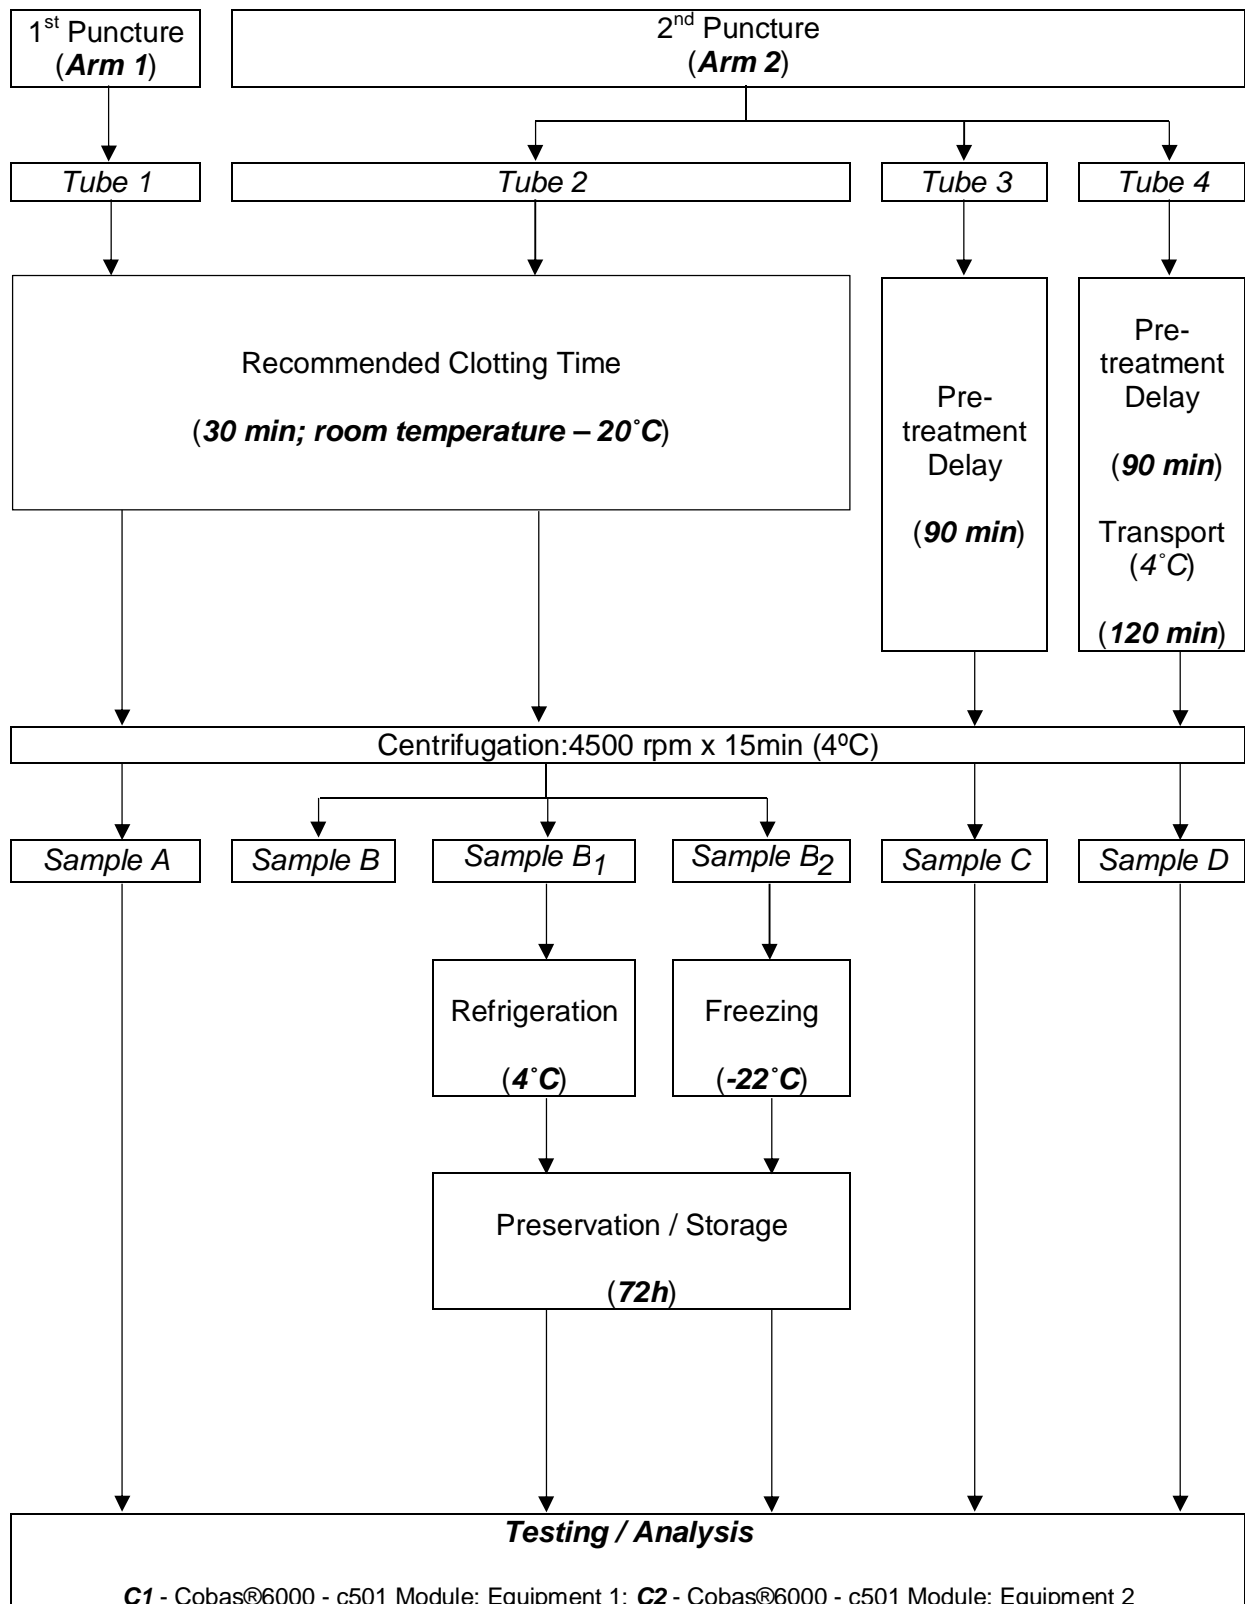 1st Puncture
(Arm 1)
2nd Puncture
(Arm 2)
Tube 1
Tube 2
Tube 3
Tube 4
Recommended Clotting Time
(30 min; room temperature – 20˚C)
Pre-
treatment
Delay
(90 min)
Pre-
treatment
Delay
(90 min)
Transport
(4˚C)
(120 min)
Centrifugation:4500 rpm x 15min (4ºC)
Sample A
Sample B
Sample B1
Sample B2
Sample C
Sample D
Refrigeration
(4˚C)
Freezing
(-22˚C)
Preservation / Storage
(72h)
Testing / Analysis
C1 - Cobas®6000 - c501 Module: Equipment 1; C2 - Cobas®6000 - c501 Module: Equipment 2